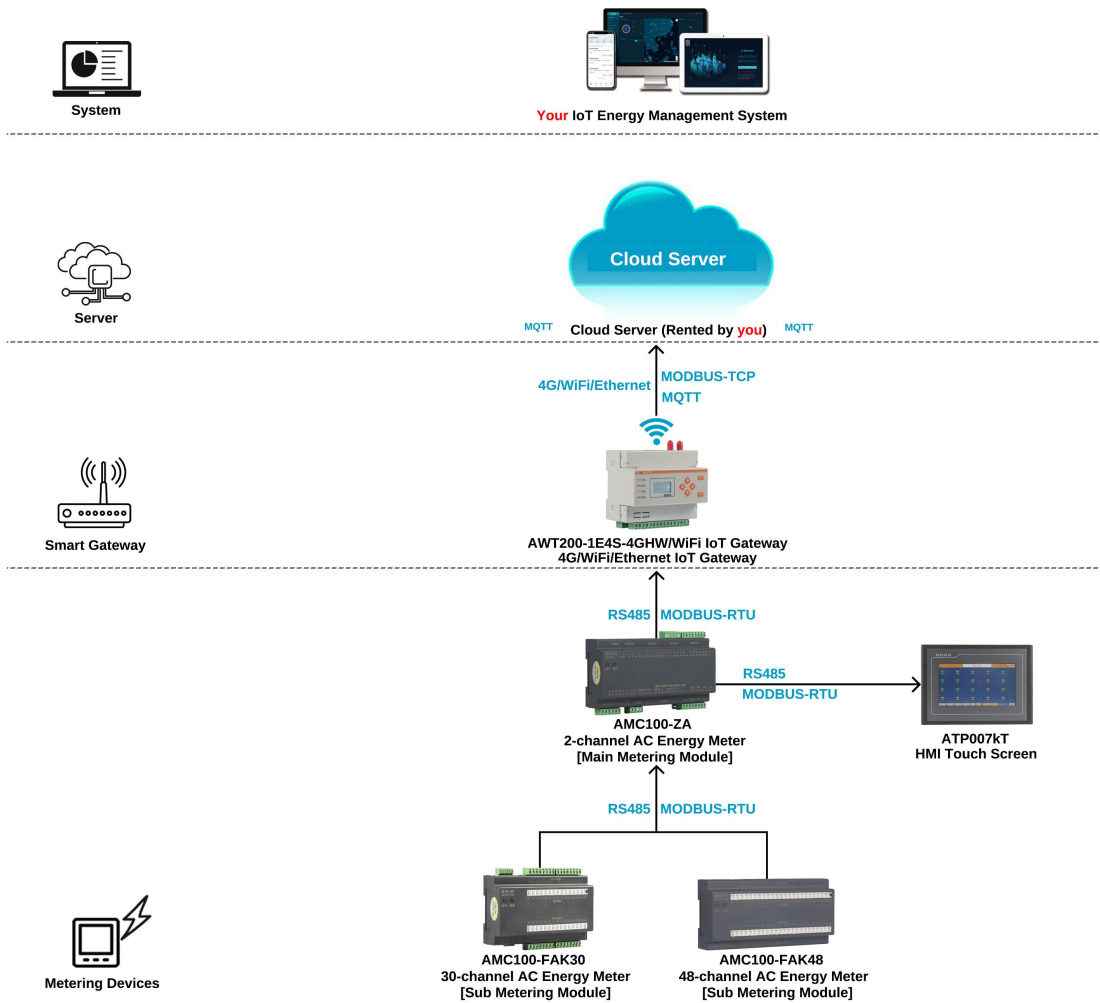 System
Your IoT Energy Management System
Cloud Server
Server
MQTT
Cloud Server (Rented by you)
MQTT
4G/WiFi/Ethernet
MODBUS-TCP
MQTT
Smart Gateway
AWT200-1E4S-4GHW/WiFi IoT Gateway
4G/WiFi/Ethernet IoT Gateway
RS485 MODBUS-RTU
RS485
MODBUS-RTU
AMC100-ZA
2-channel AC Energy Meter
[Main Metering Module]
ATP007kT
HMI Touch Screen
RS485 MODBUS-RTU
Metering Devices
AMC100-FAK30
30-channel AC Energy Meter
[Sub Metering Module]
AMC100-FAK48
48-channel AC Energy Meter
[Sub Metering Module]